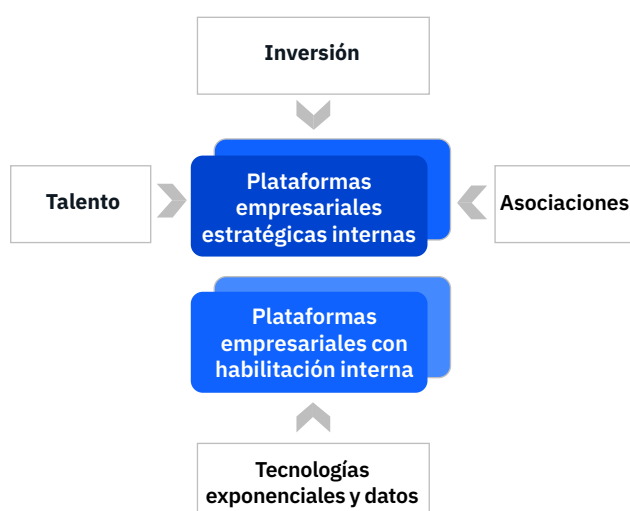 Inversión
Talento
Plataformas
empresariales
estratégicas internas
Asociaciones
Plataformas
empresariales con
habilitación interna
Tecnologías
exponenciales y datos